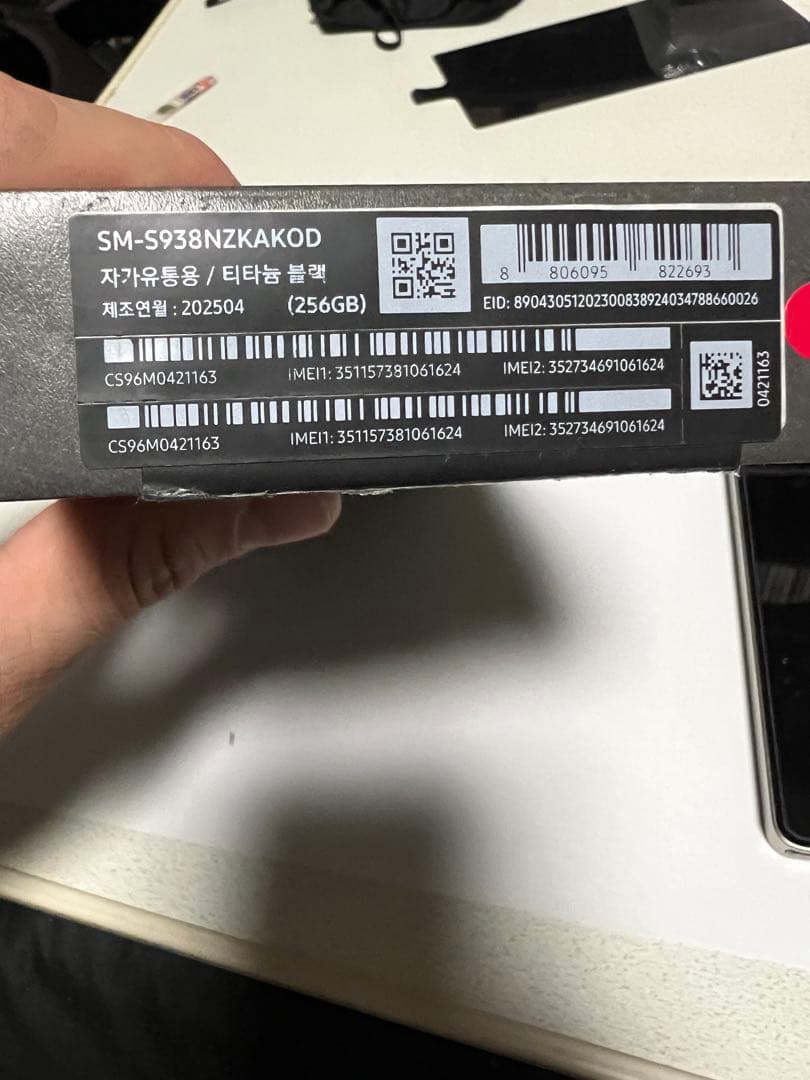 SM-S938NZKAKOD
자가유통용 / 티타늄 블랙
제조연월 : 202504 (256GB)
8 806095 822693
EID: 89043051202300838924034788660026
CS96M0421163 IMEI1: 351157381061624 IMEI2: 352734691061624
CS96M0421163 IMEI1: 351157381061624 IMEI2: 352734691061624
0421163